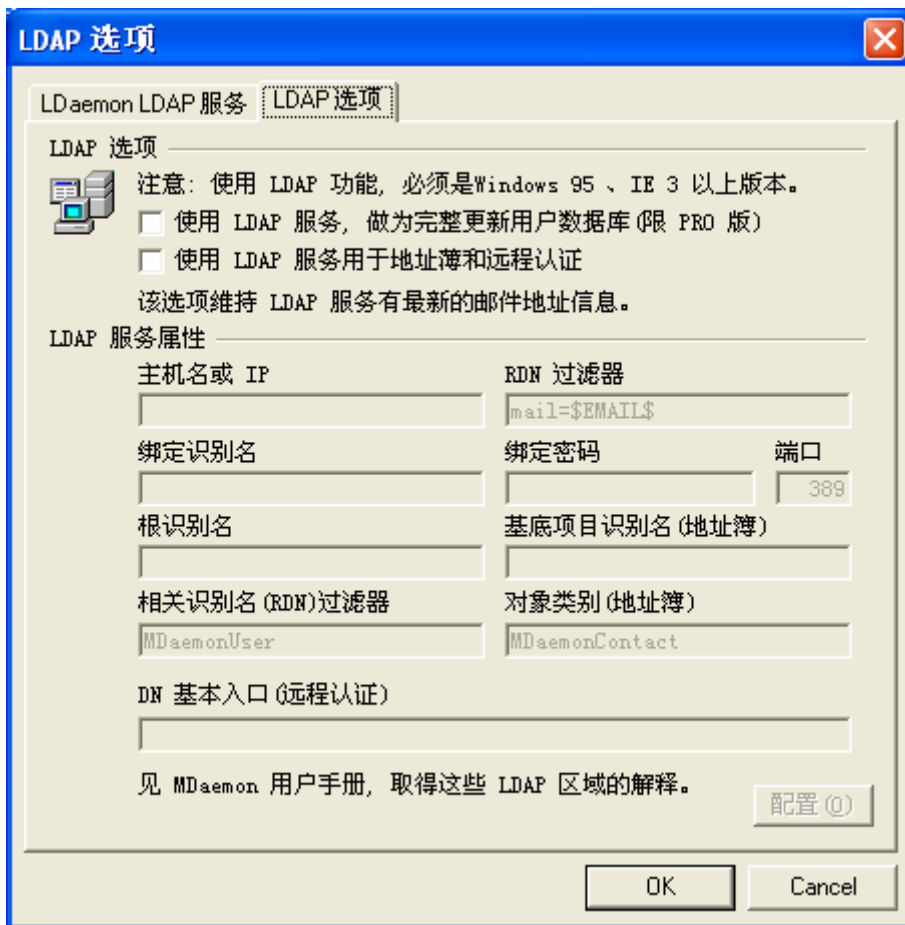 LDAP 选项
LDaemon LDAP 服务 LDAP 选项
LDAP 选项
注意: 使用 LDAP 功能, 必须是Windows 95 、IE 3 以上版本。
使用 LDAP 服务, 做为完整更新用户数据库(限 PRO 版)
使用 LDAP 服务用于地址薄和远程认证
该选项维持 LDAP 服务有最新的邮件地址信息。
LDAP 服务属性
主机名或 IP RDN 过滤器
mail=$EMAIL$
绑定识别名 绑定密码 端口
389
根识别名 基底项目识别名(地址簿)
相关识别名(RDN)过滤器 对象类别(地址簿)
MDaemonUser MDaemonContact
DN 基本入口(远程认证)
见 MDaemon 用户手册, 取得这些 LDAP 区域的解释。
配置(O)
OK Cancel